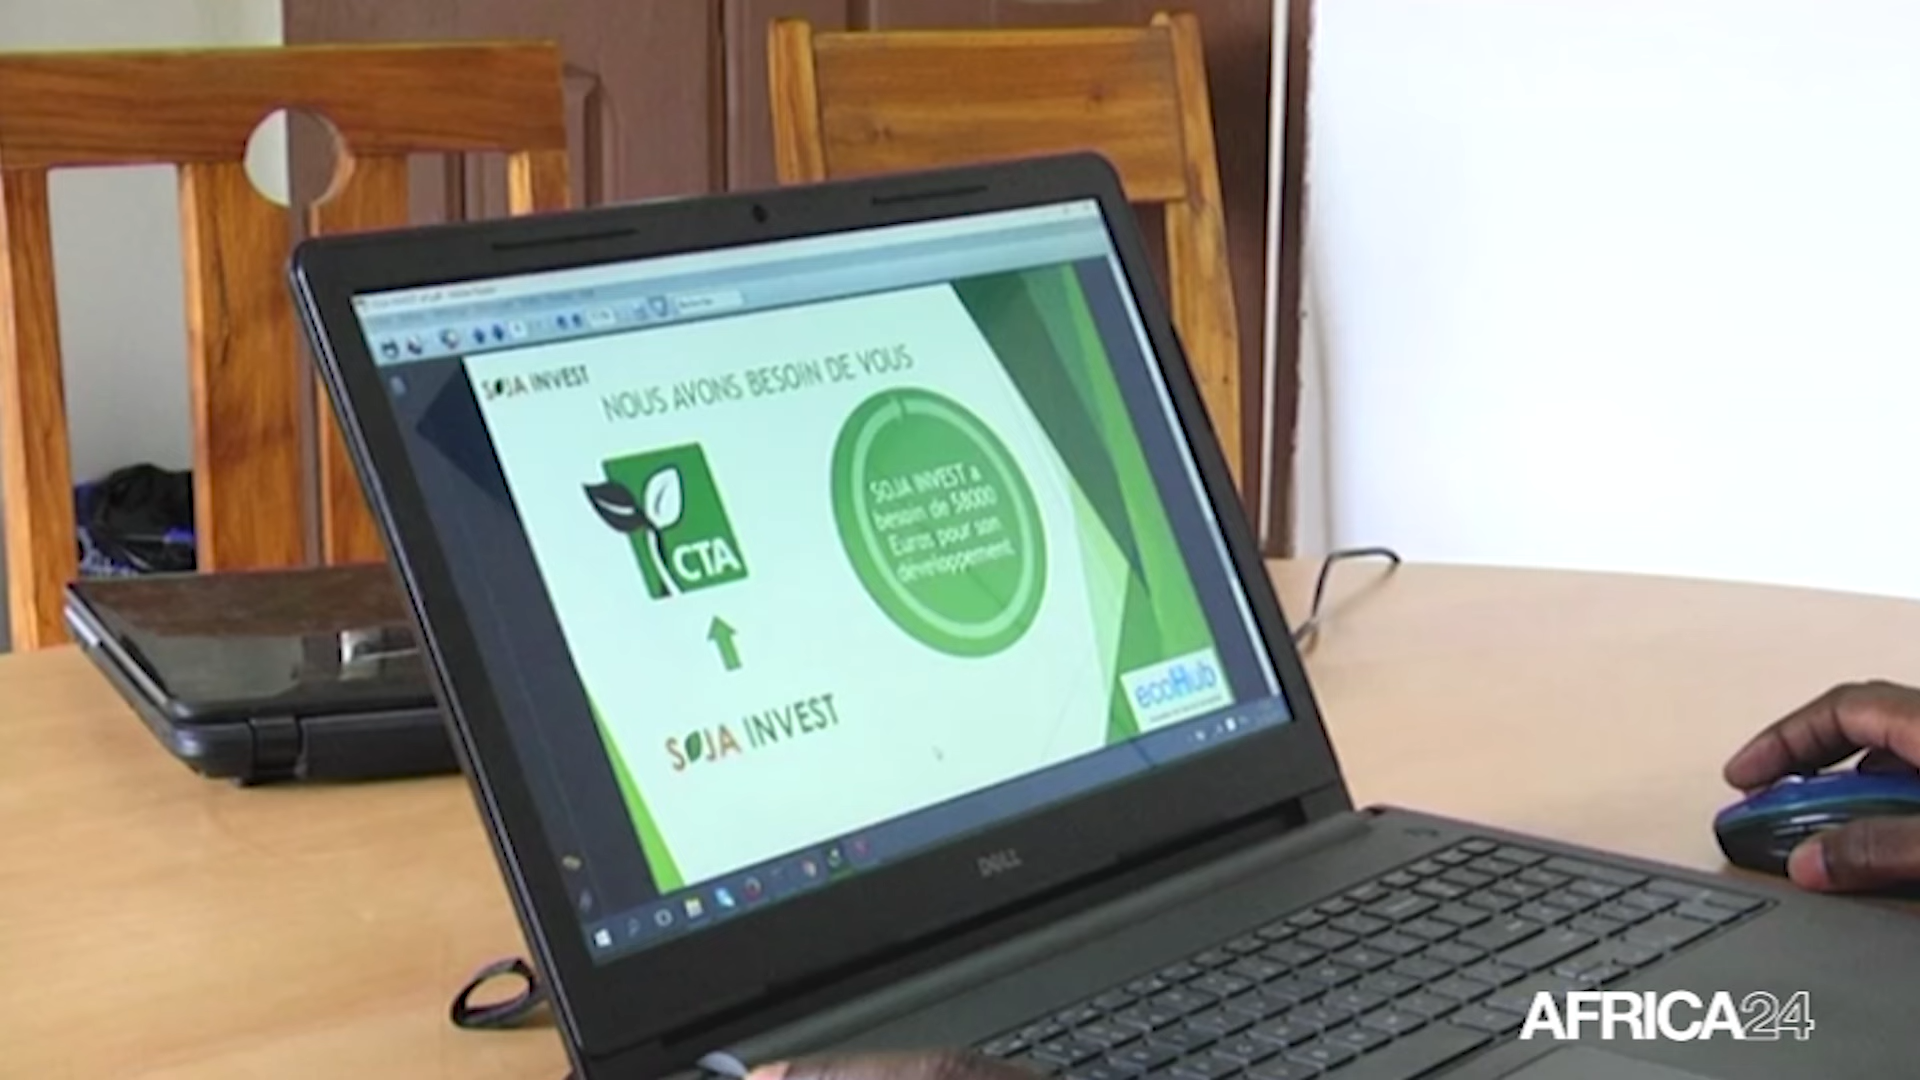 SOJA INVEST
NOUS AVONS BESOIN DE VOUS
CTA
SOJA INVEST a
besoin de 58000
Euros pour son
développement
SOJA INVEST
ecoHub
DELL
AFRICA24